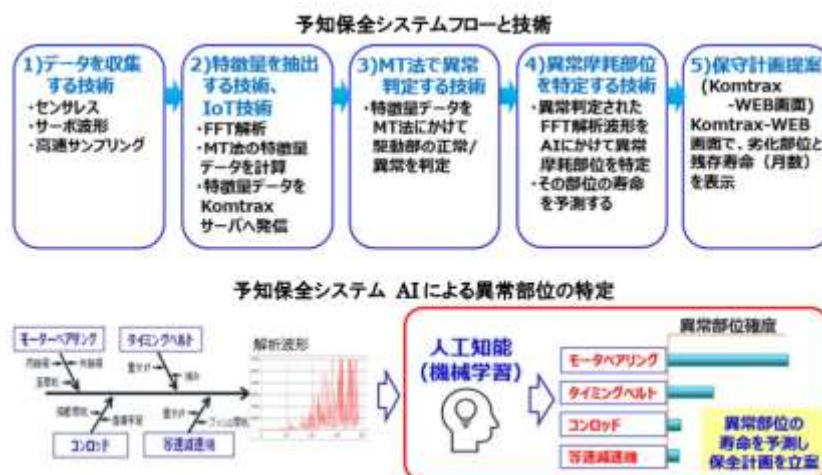 予知保全システムフローと技術
1)データを収集
する技術
・センサレス
・サーボ波形
・高速サンプリング
2)特徴量を抽出
する技術、
IoT技術
・FFT解析
・MT法の特徴量
データを計算
・特徴量データを
Komtrax
サーバへ発信
3)MT法で異常
判定する技術
・特徴量データを
MT法にかけて
駆動部の正常/
異常を判定
4)異常摩耗部位
を特定する技術
・異常判定された
FFT解析波形を
AIにかけて異常
摩耗部位を特定
・その部位の寿命
を予測する
5)保守計画提案
(Komtrax
-WEB画面)
Komtrax-WEB
画面で、劣化部位と
残存寿命（月数）
を表示
予知保全システム AIによる異常部位の特定
モーターベアリング
タイミングベルト
コンロッド
等速減速機
解析波形
人工知能
(機械学習)
異常部位確度
モータベアリング
タイミングベルト
コンロッド
等速減速機
異常部位の
寿命を予測し
保全計画を立案